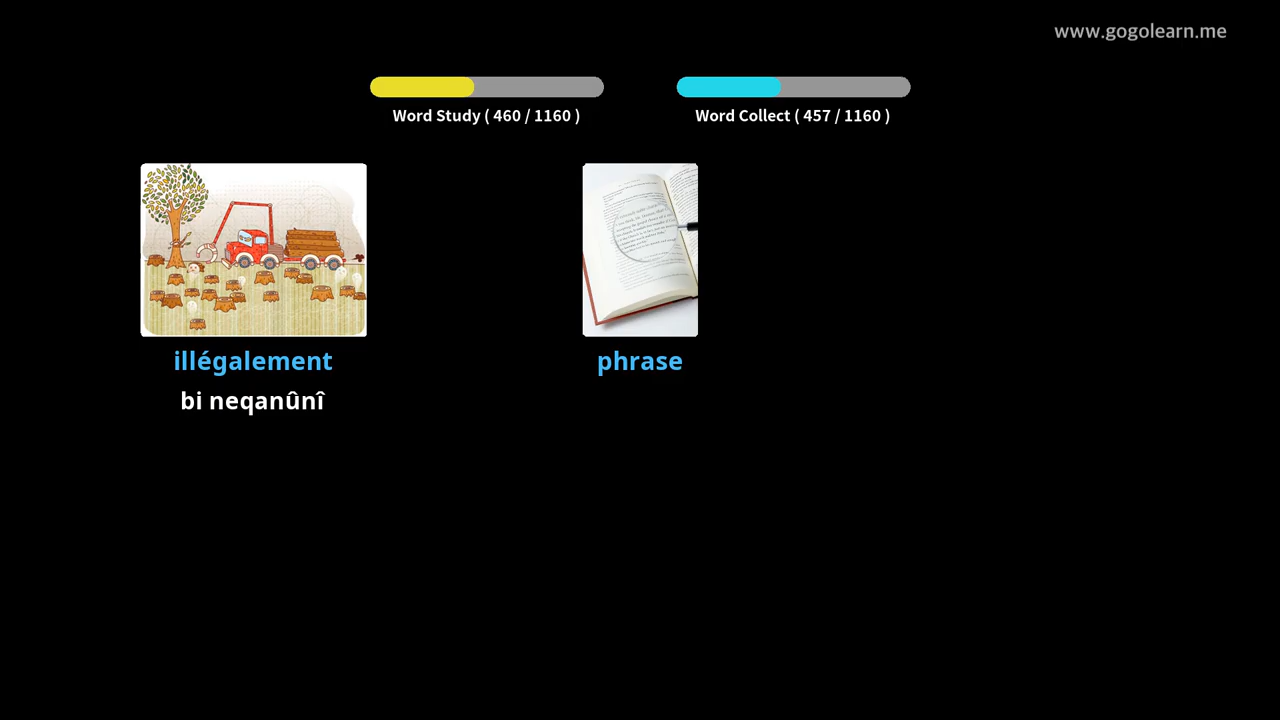 www.gogolearn.me
Word Study ( 460 / 1160 )
Word Collect ( 457 / 1160 )
illégalement
phrase
bi neqanûnî